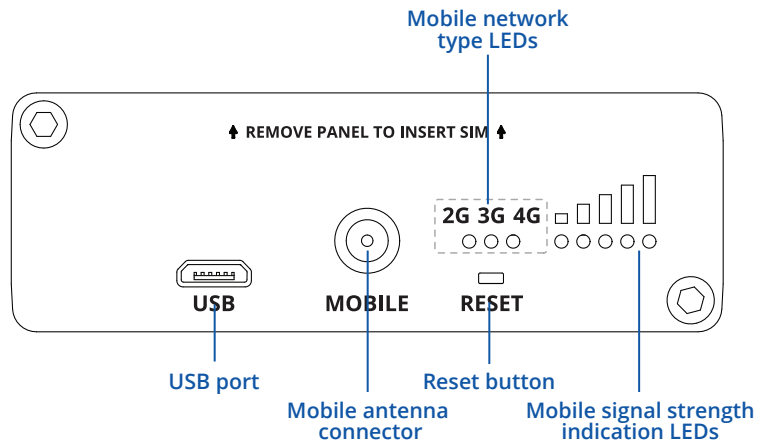 Mobile network
type LEDs
REMOVE PANEL TO INSERT SIM
2G 3G 4G
USB
MOBILE
RESET
USB port
Reset button
Mobile antenna
connector
Mobile signal strength
indication LEDs